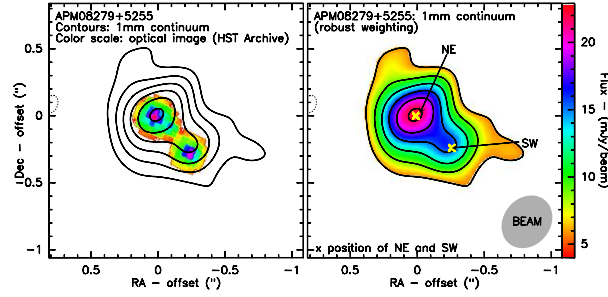 APM08279+5255
Contours: 1mm continuum
Color scale: optical image (HST Archive)
APM08279+5255: 1mm continuum
(robust weighting)
NE
SW
BEAM
x position of NE and SW
0.5
0
-0.5
-1
Dec - offset (")
0.5
0
-0.5
-1
RA - offset (")
0.5
0
-0.5
-1
RA - offset (")
20
15
10
5
Flux (mJy/beam)